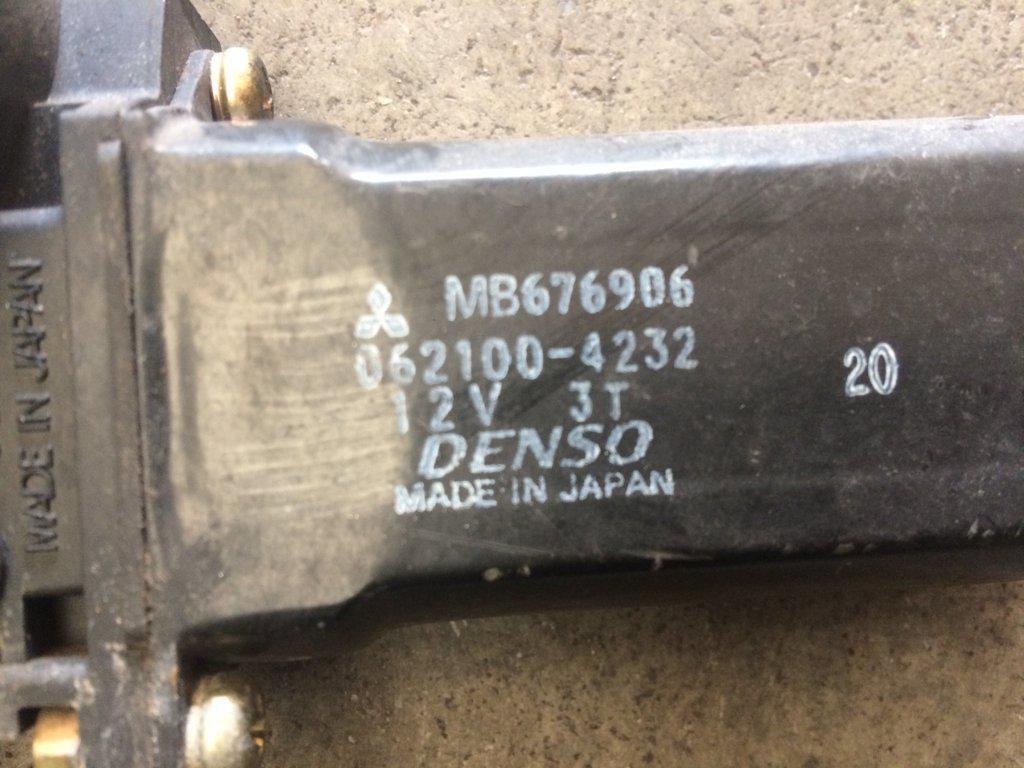 MB676906
062100-4232
12V 3T
DENSO
MADE IN JAPAN
20
MADE IN JAPAN